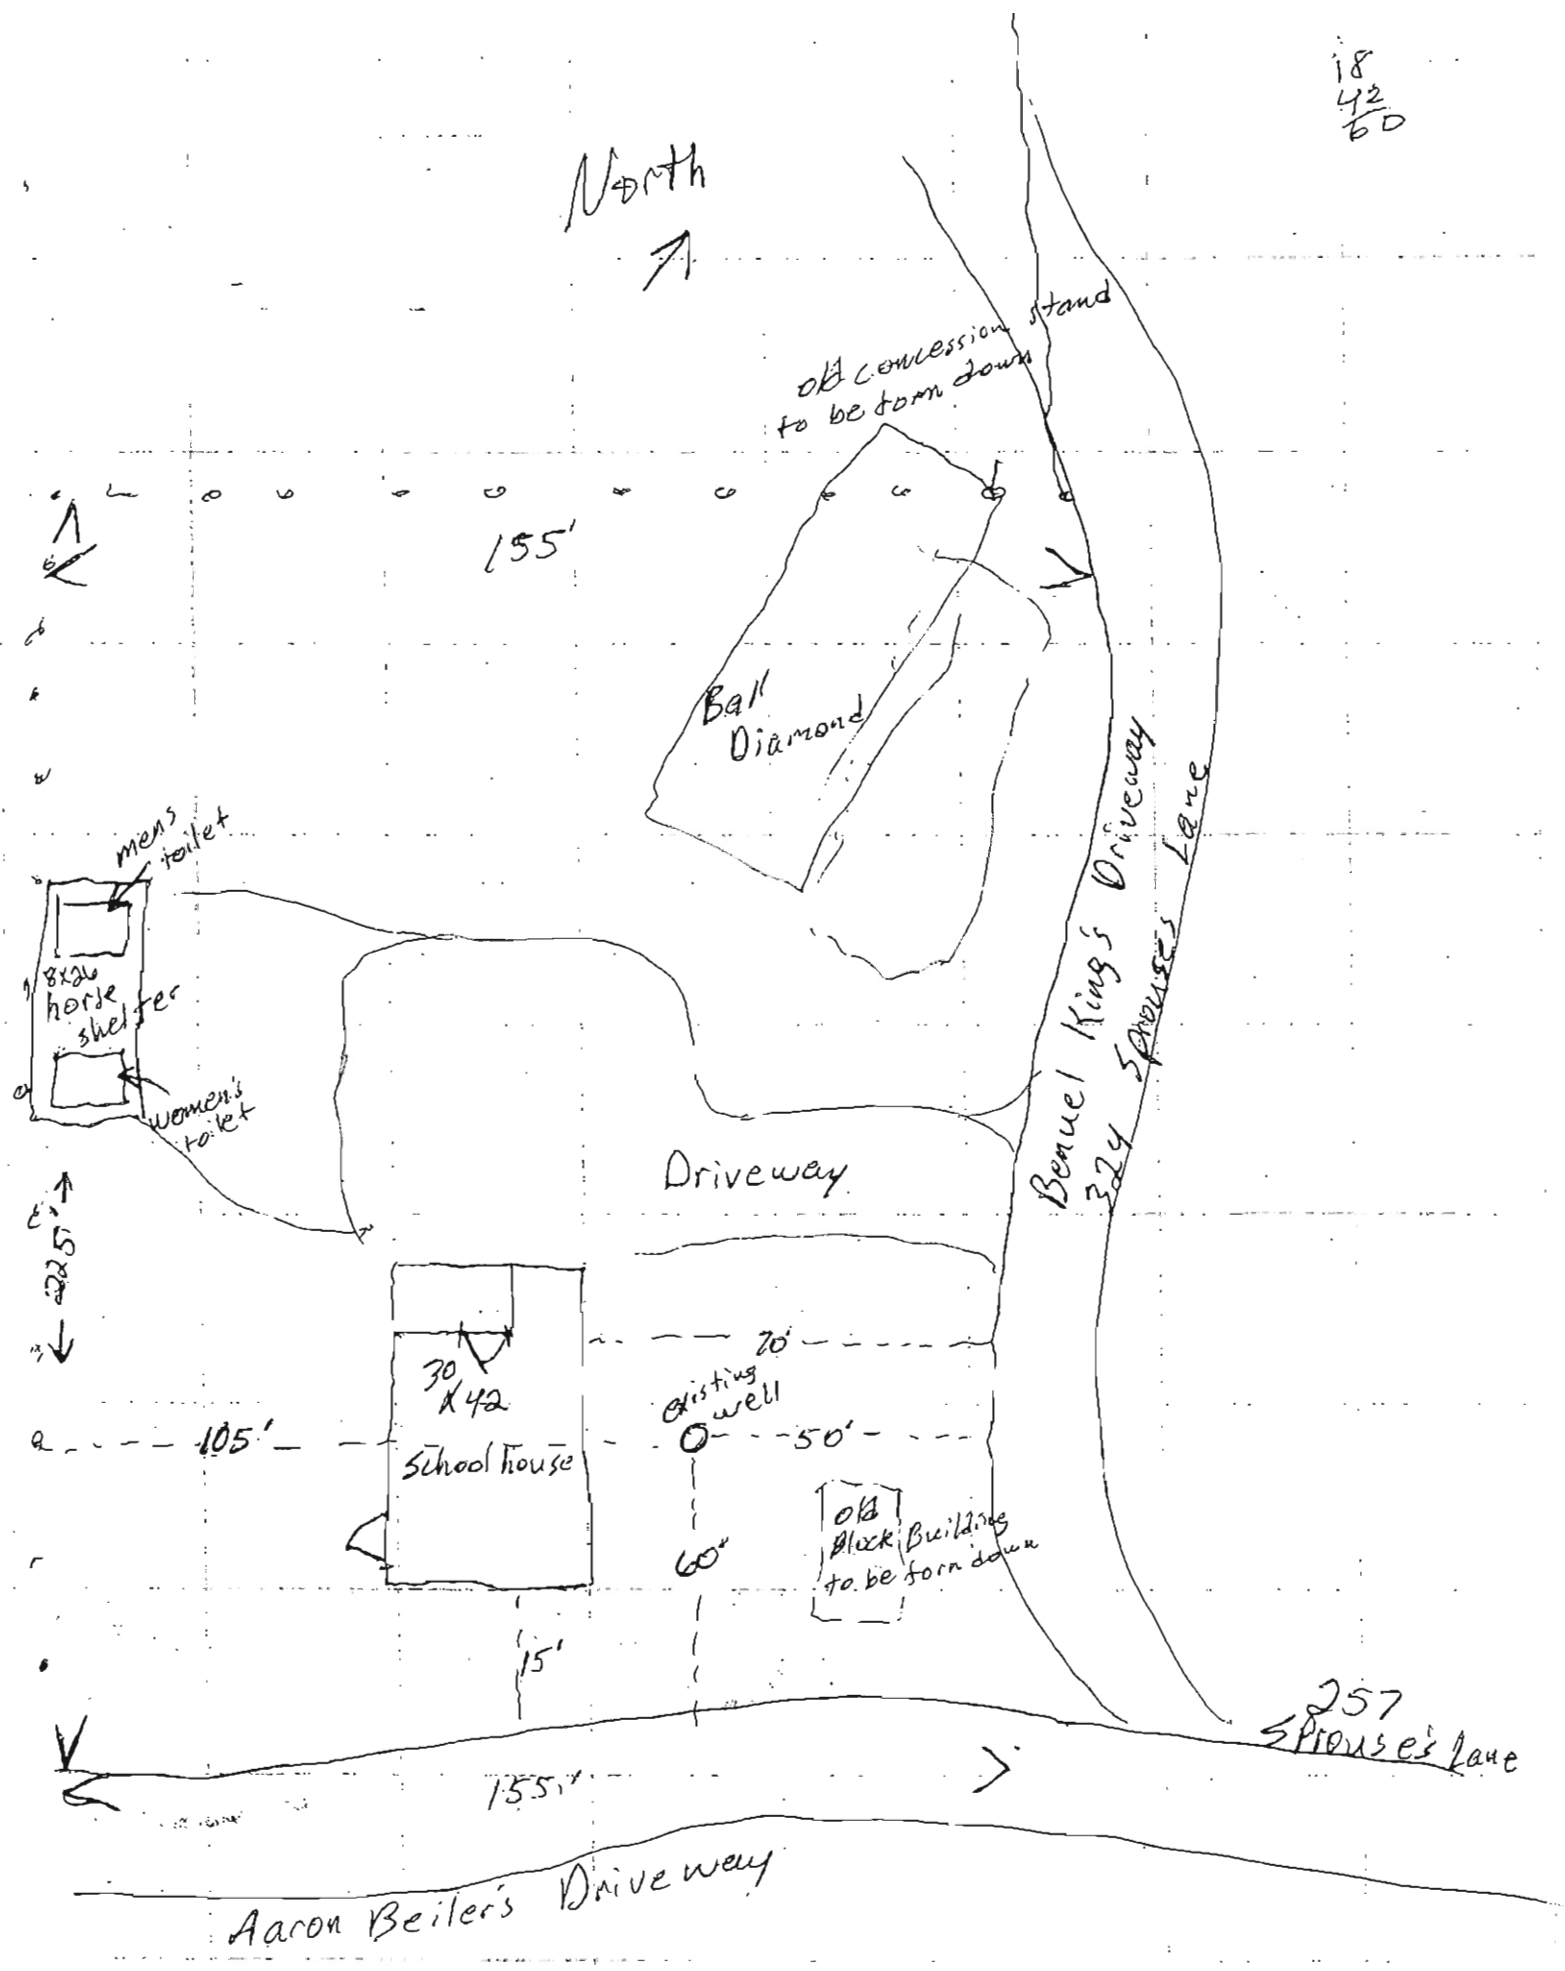 18
42
60
North
old concession stand
to be torn down
155'
Ball
Diamond
mens
toilet
8x26
horse
shelter
women's
toilet
Driveway
Benuel King's Driveway
324 Sprouses Lane
225'
70'
30
x42
existing
well
105'
50'
School house
old
Block Building
to be torn down
60'
15'
257
Sprouse's Lane
155'
Aaron Beiler's Driveway